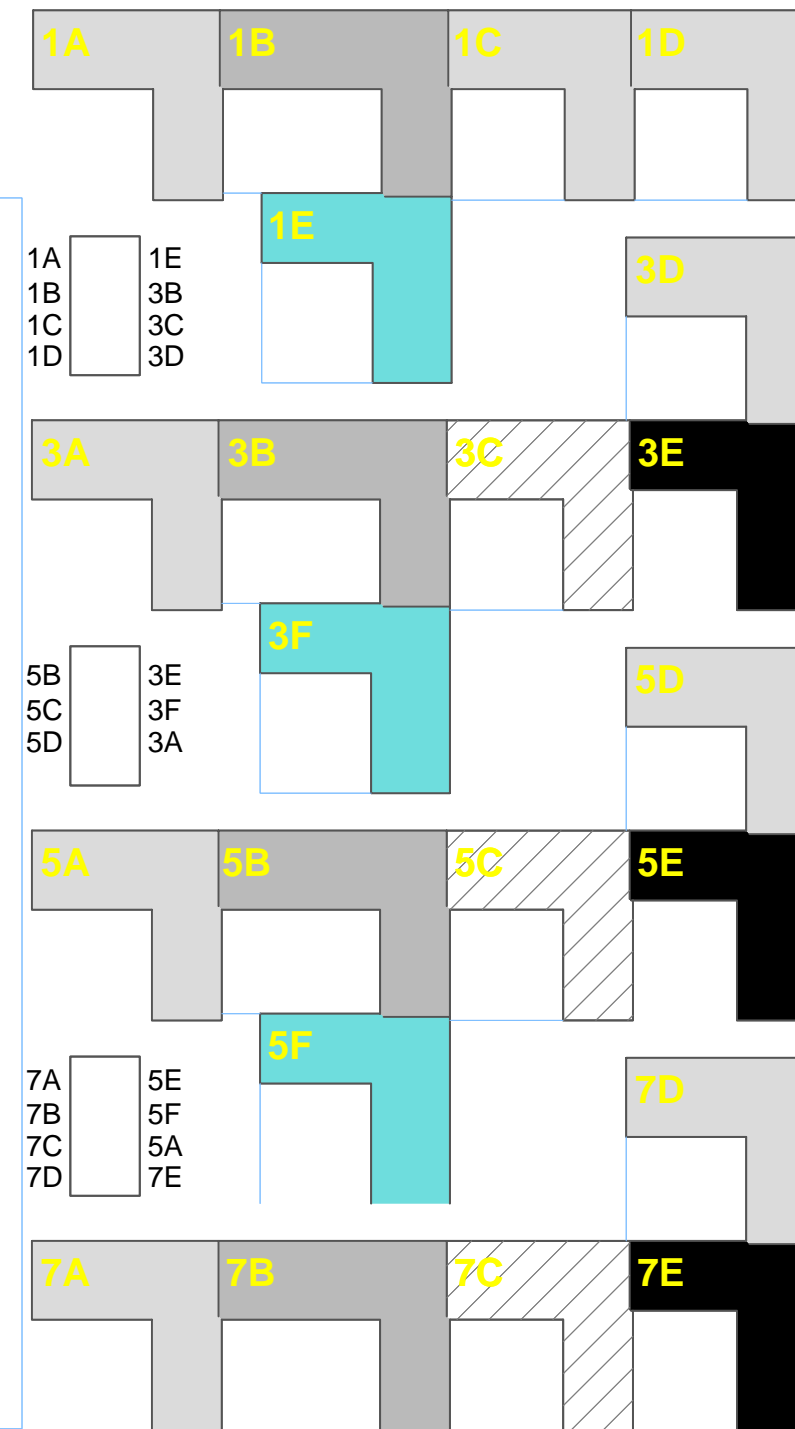 1A 1B 1C 1D
1E
3D
1A 1E
1B 3B
1C 3C
1D 3D
3A 3B 3C 3E
3F
5D
5B 3E
5C 3F
5D 3A
5A 5B 5C 5E
5F
7D
7A 5E
7B 5F
7C 5A
7D 7E
7A 7B 7C 7E